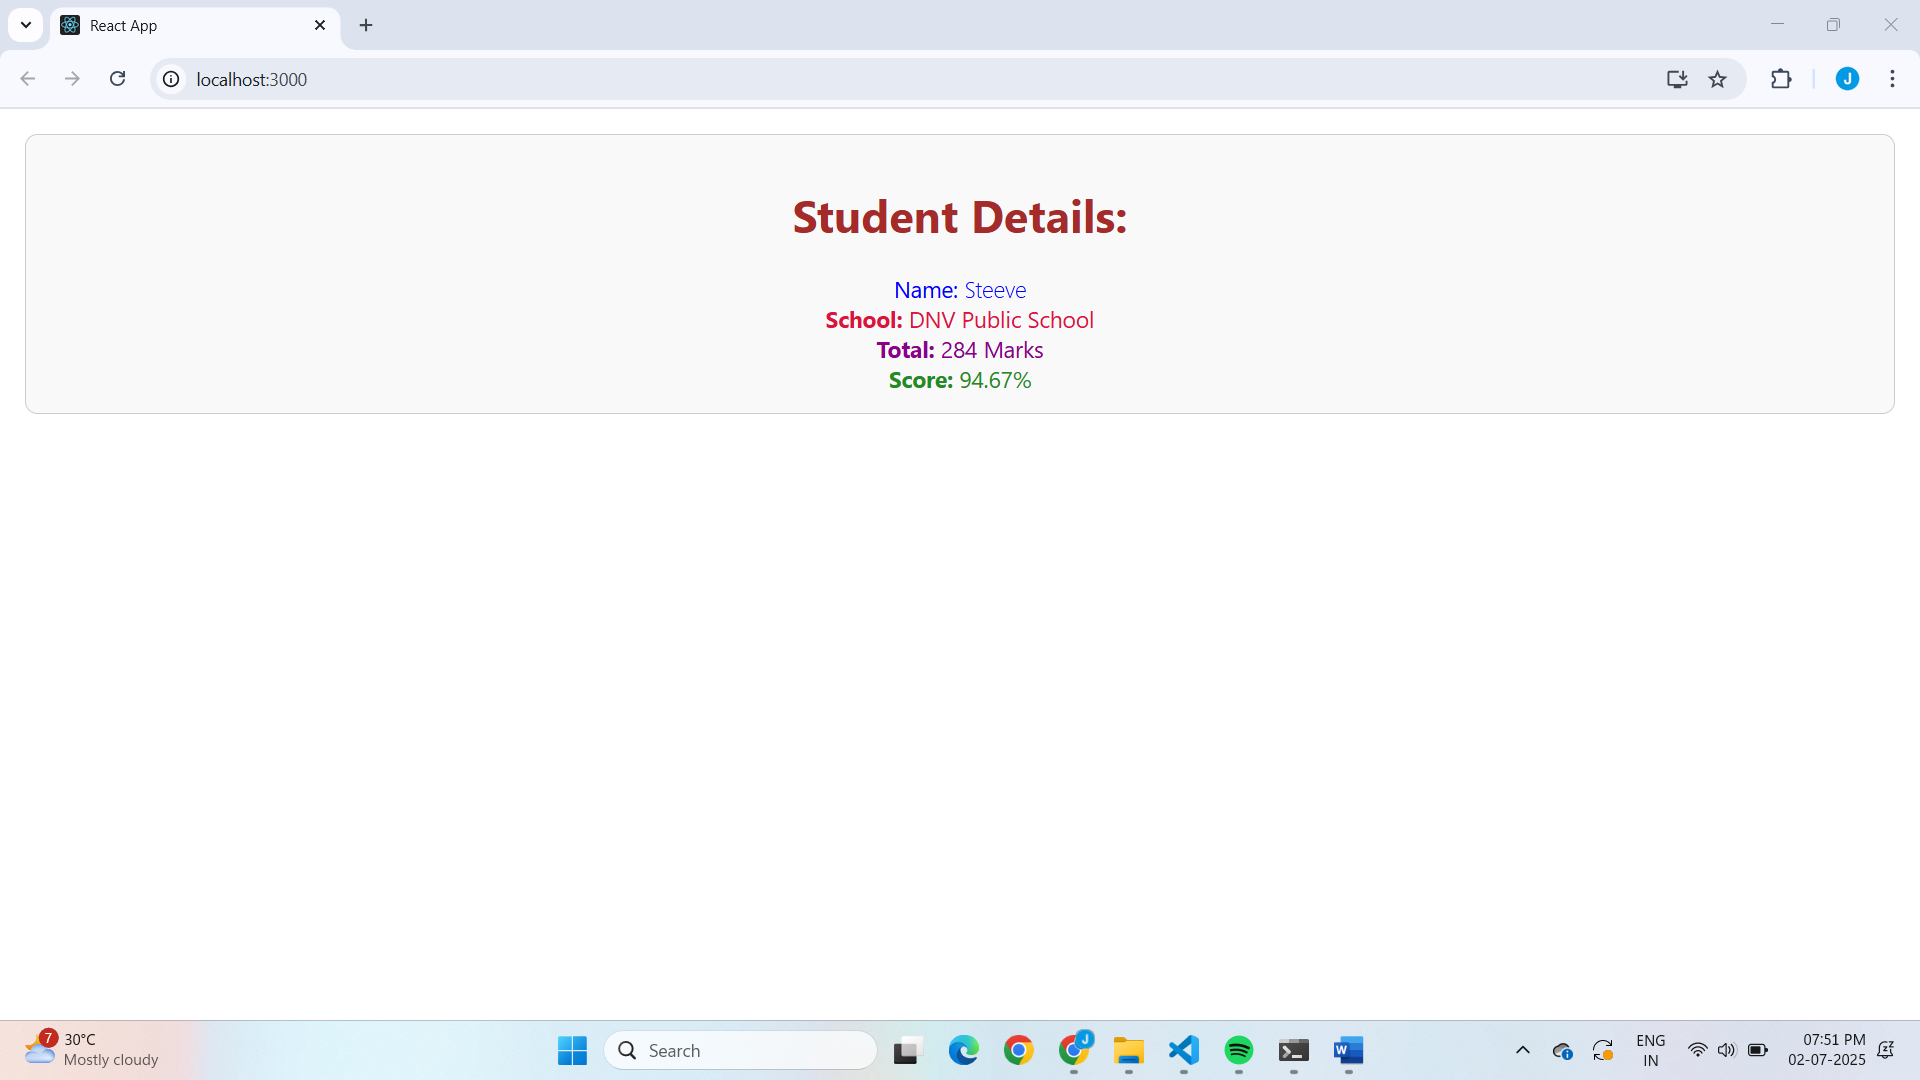 React App
localhost:3000
J
Student Details:
Name: Steeve
School: DNV Public School
Total: 284 Marks
Score: 94.67%
7
30°C
Mostly cloudy
Search
J
W
ENG
IN
07:51 PM
02-07-2025